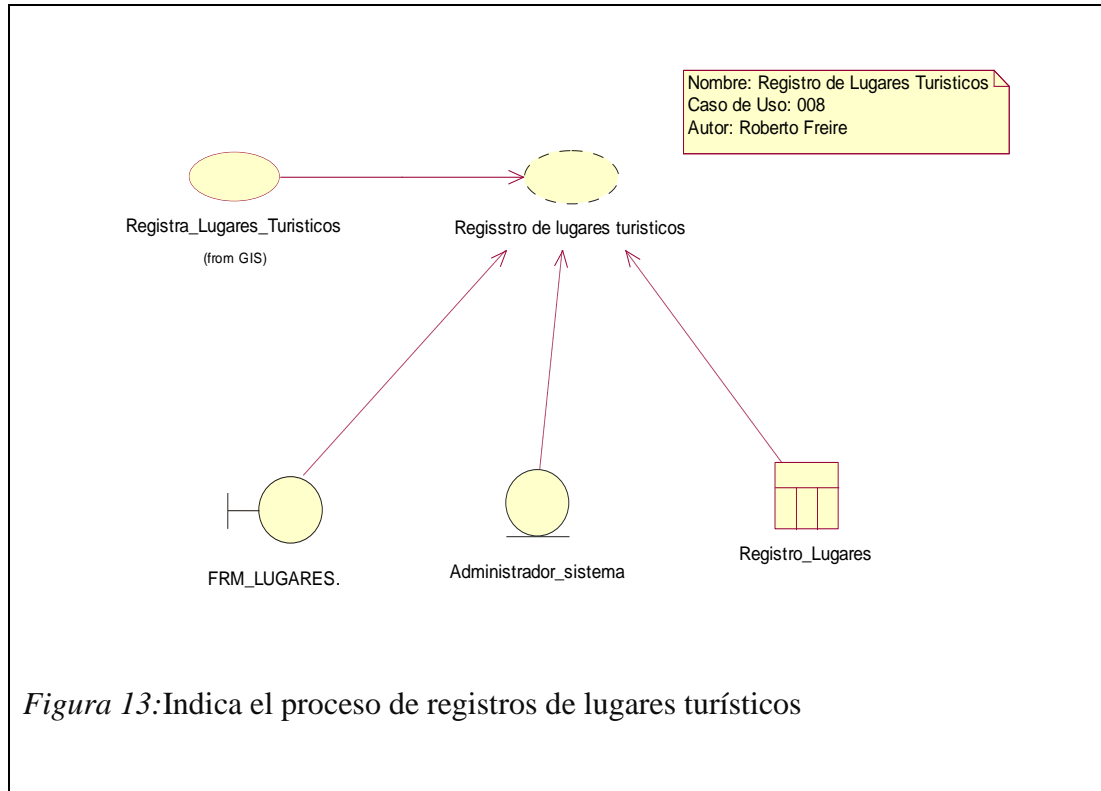 Nombre: Registro de Lugares Turisticos
Caso de Uso: 008
Autor: Roberto Freire
Registra_Lugares_Turisticos
(from GIS)
Regisstro de lugares turisticos
FRM_LUGARES.
Administrador_sistema
Registro_Lugares
Figura 13:Indica el proceso de registros de lugares turísticos